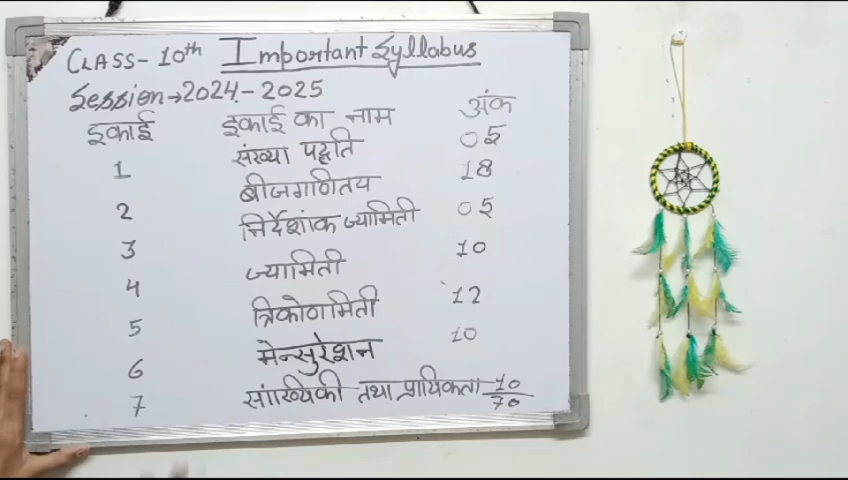 CLASS-10th Important Syllabus
Session→2024-2025
इकाई इकाई का नाम अंक
1 संख्या पद्धति 05
2 बीजगणितय 18
3 निर्देशांक ज्यामिती 05
4 ज्यामिती 10
5 त्रिकोणमिती 12
6 मेन्सुरेशन 10
7 सांख्यिकी तथा प्रायिकता 10
70